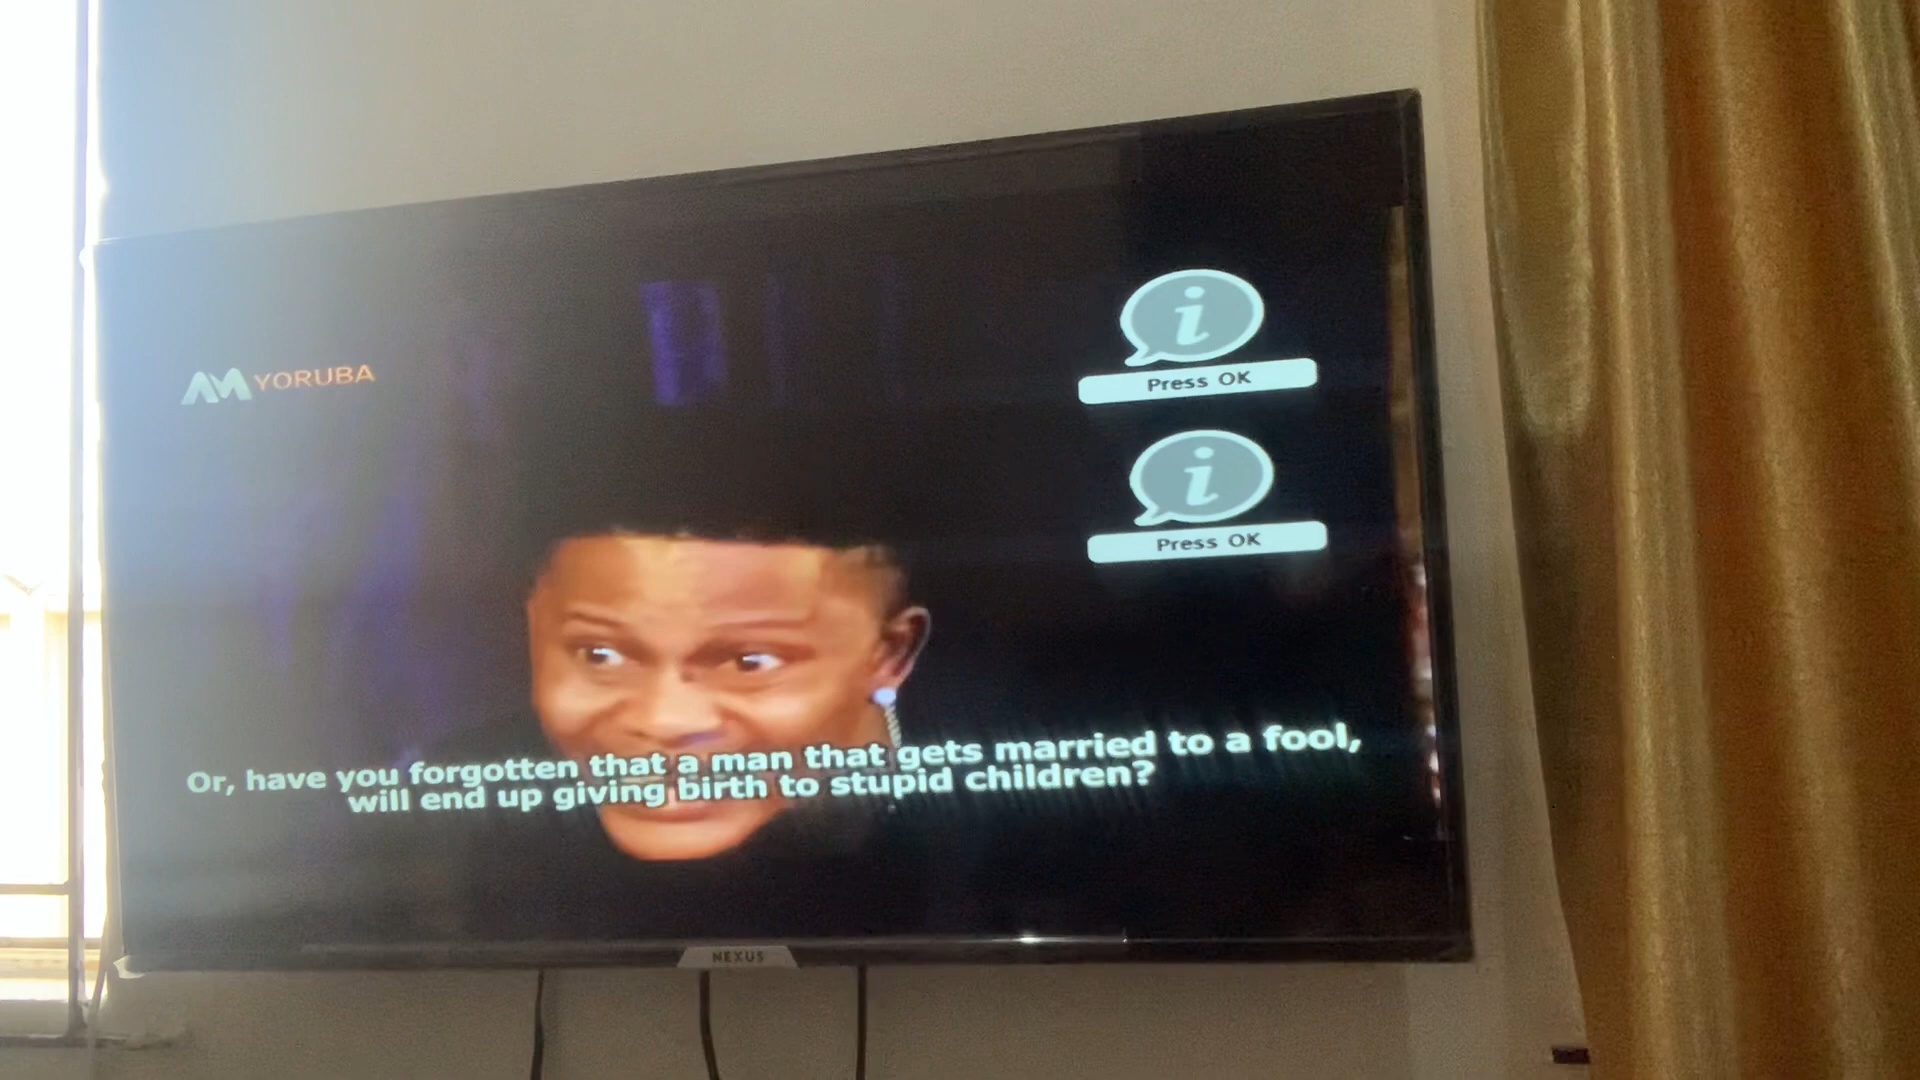 AM YORUBA
Press OK
Press OK
Or, have you forgotten that a man that gets married to a fool,
will end up giving birth to stupid children?
NEXUS